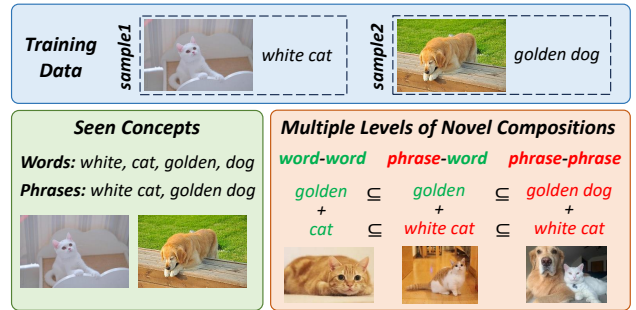 Training Data
sample1
white cat
sample2
golden dog
Seen Concepts
Words: white, cat, golden, dog
Phrases: white cat, golden dog
Multiple Levels of Novel Compositions
word-word phrase-word phrase-phrase
golden ⊆ golden ⊆ golden dog
+ + +
cat ⊆ white cat ⊆ white cat